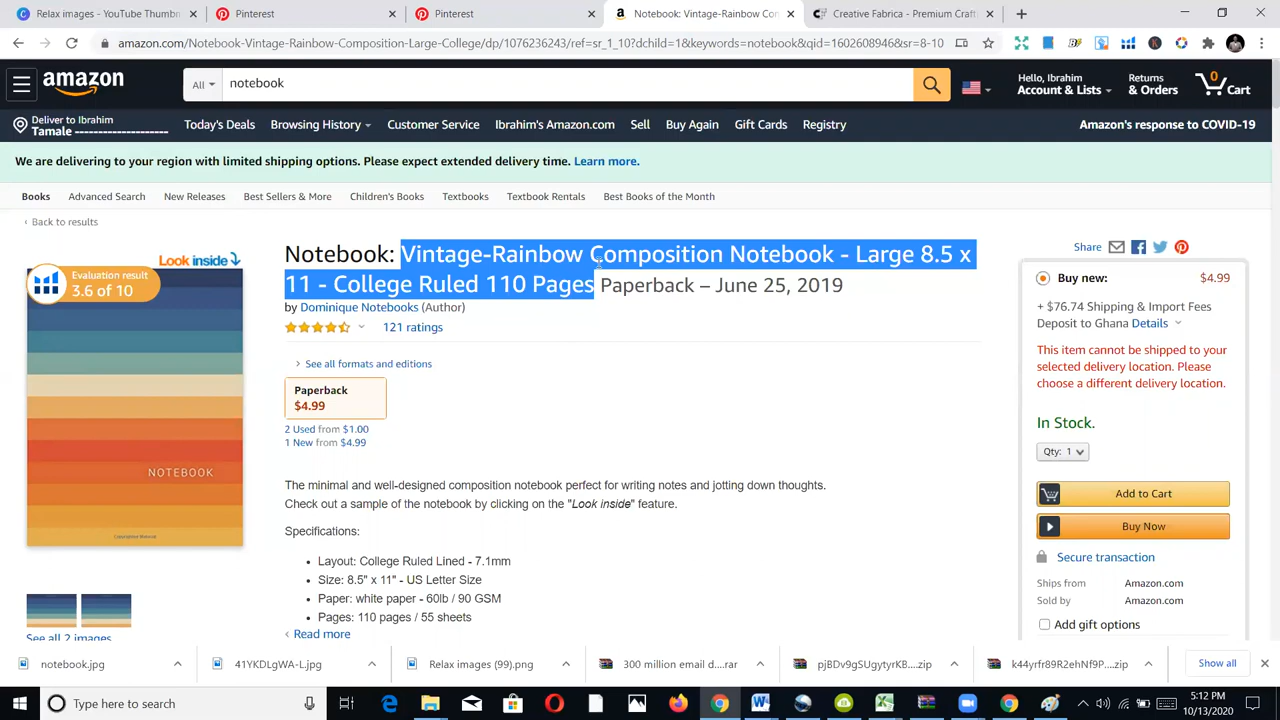 Relax images - YouTube Thumbn
Pinterest
Pinterest
Notebook: Vintage-Rainbow Con
Creative Fabrica - Premium Craft
amazon.com/Notebook-Vintage-Rainbow-Composition-Large-College/dp/1076236243/ref=sr_1_10?dchild=1&keywords=notebook&qid=1602608946&sr=8-10
amazon
All
notebook
Hello, Ibrahim
Account & Lists
Returns
& Orders
0
Cart
Deliver to Ibrahim
Tamale
Today's Deals
Browsing History
Customer Service
Ibrahim's Amazon.com
Sell
Buy Again
Gift Cards
Registry
Amazon's response to COVID-19
We are delivering to your region with limited shipping options. Please expect extended delivery time. Learn more.
Books
Advanced Search
New Releases
Best Sellers & More
Children's Books
Textbooks
Textbook Rentals
Best Books of the Month
‹ Back to results
Look inside
Evaluation result
3.6 of 10
NOTEBOOK
Composition Notebook
See all 2 images
Notebook: Vintage-Rainbow Composition Notebook - Large 8.5 x
11 - College Ruled 110 Pages Paperback – June 25, 2019
by Dominique Notebooks (Author)
121 ratings
See all formats and editions
Paperback
$4.99
2 Used from $1.00
1 New from $4.99
The minimal and well-designed composition notebook perfect for writing notes and jotting down thoughts.
Check out a sample of the notebook by clicking on the "Look inside" feature.
Specifications:
• Layout: College Ruled Lined - 7.1mm
• Size: 8.5" x 11" - US Letter Size
• Paper: white paper - 60lb / 90 GSM
• Pages: 110 pages / 55 sheets
‹ Read more
Share
Buy new:
$4.99
+ $76.74 Shipping & Import Fees
Deposit to Ghana Details
This item cannot be shipped to your
selected delivery location. Please
choose a different delivery location.
In Stock.
Qty: 1
Add to Cart
Buy Now
Secure transaction
Ships from Amazon.com
Sold by Amazon.com
Add gift options
notebook.jpg
41YKDLgWA-L.jpg
Relax images (99).png
300 million email d....rar
pjBDv9gSUgytyrKB....zip
k44yrfr89R2ehNf9P....zip
Show all
Type here to search
5:12 PM
10/13/2020